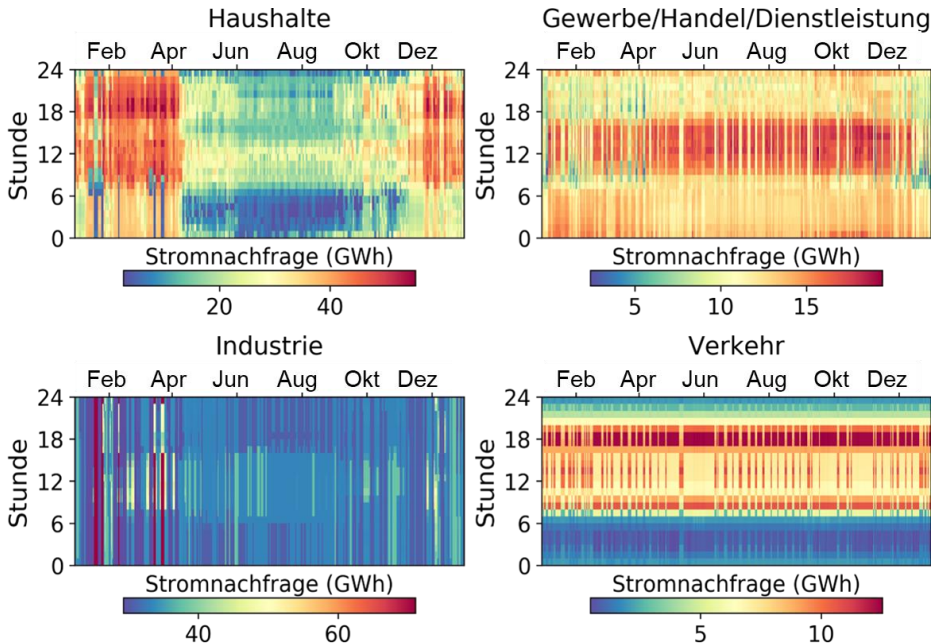 Haushalte
Feb Apr Jun Aug Okt Dez
Stunde
24
18
12
6
0
Stromnachfrage (GWh)
20 40
Gewerbe/Handel/Dienstleistung
Feb Apr Jun Aug Okt Dez
Stunde
24
18
12
6
0
Stromnachfrage (GWh)
5 10 15
Industrie
Feb Apr Jun Aug Okt Dez
Stunde
24
18
12
6
0
Stromnachfrage (GWh)
40 60
Verkehr
Feb Apr Jun Aug Okt Dez
Stunde
24
18
12
6
0
Stromnachfrage (GWh)
5 10